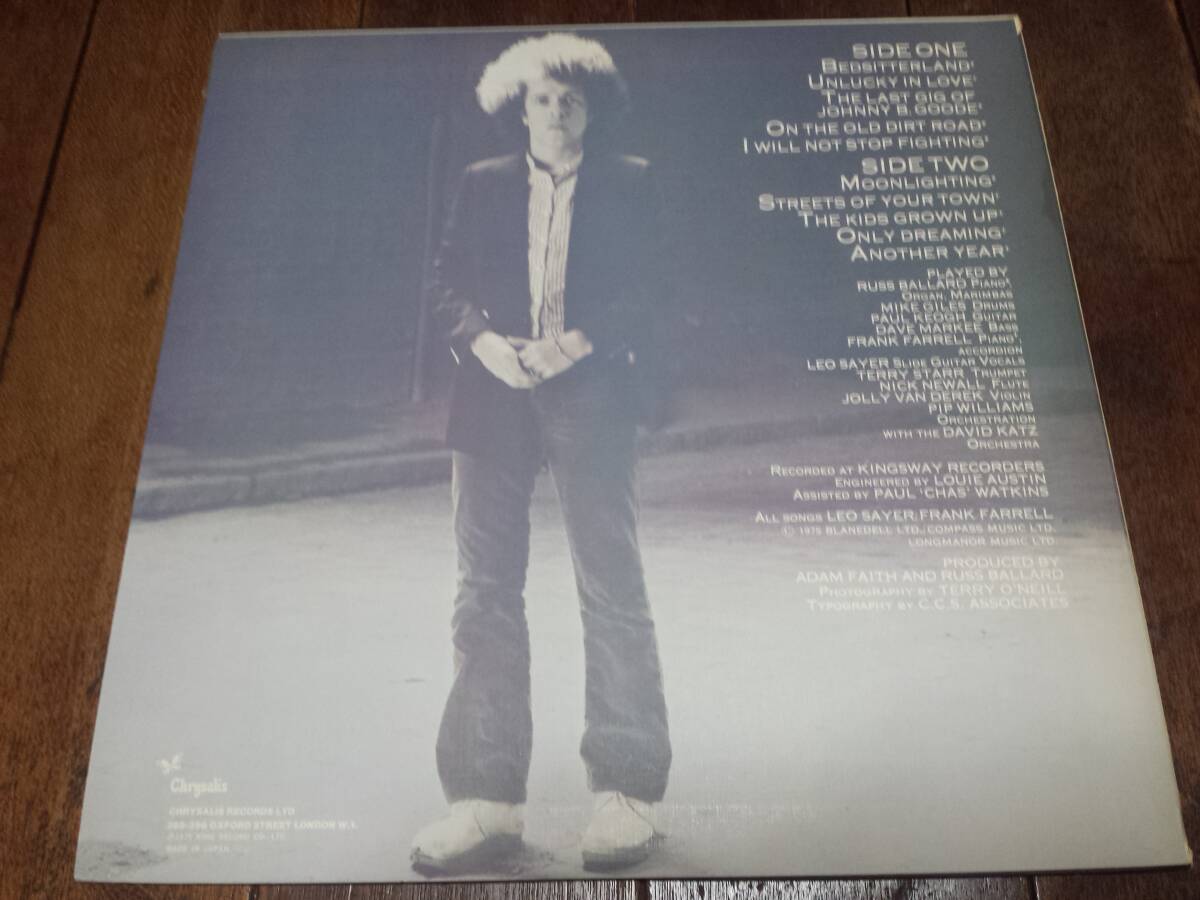 SIDE ONE
BEDSITTERLAND'
UNLUCKY IN LOVE'
THE LAST GIG OF
JOHNNY B. GOODE'
ON THE OLD DIRT ROAD'
I WILL NOT STOP FIGHTING'
SIDE TWO
MOONLIGHTING'
STREETS OF YOUR TOWN'
THE KIDS GROWN UP'
ONLY DREAMING'
ANOTHER YEAR'
PLAYED BY
RUSS BALLARD PIANO',
ORGAN, MARIMBAS
MIKE GILES DRUMS
PAUL KEOGH GUITAR
DAVE MARKEE BASS
FRANK FARRELL PIANO',
ACCORDION
LEO SAYER SLIDE GUITAR VOCALS
TERRY STARR TRUMPET
NICK NEWALL FLUTE
JOLLY VAN DEREK VIOLIN
PIP WILLIAMS
ORCHESTRATION
WITH THE DAVID KATZ
ORCHESTRA
RECORDED AT KINGSWAY RECORDERS
ENGINEERED BY LOUIE AUSTIN
ASSISTED BY PAUL 'CHAS' WATKINS
ALL SONGS LEO SAYER/FRANK FARRELL
© 1975 BLANEDELL LTD., COMPASS MUSIC LTD.
LONGMANOR MUSIC LTD.
PRODUCED BY
ADAM FAITH AND RUSS BALLARD
PHOTOGRAPHY BY TERRY O'NEILL
TYPOGRAPHY BY C.C.S. ASSOCIATES
Chrysalis
CHRYSALIS RECORDS LTD
OXFORD STREET LONDON W.1.
℗1975 KING RECORD CO., LTD.
MADE IN JAPAN